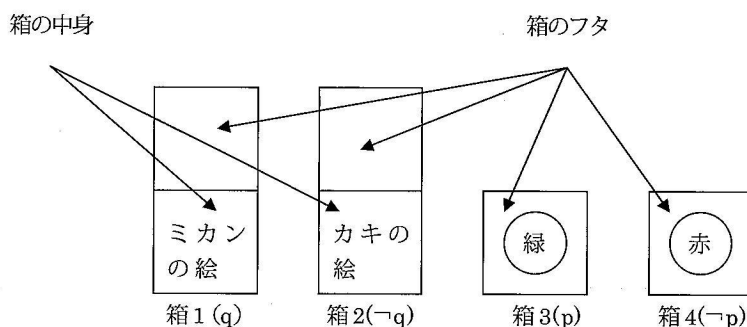 箱の中身
箱のフタ
ミカン
の絵
カキの
絵
緑
赤
箱1(q)
箱2(¬q)
箱3(p)
箱4(¬p)